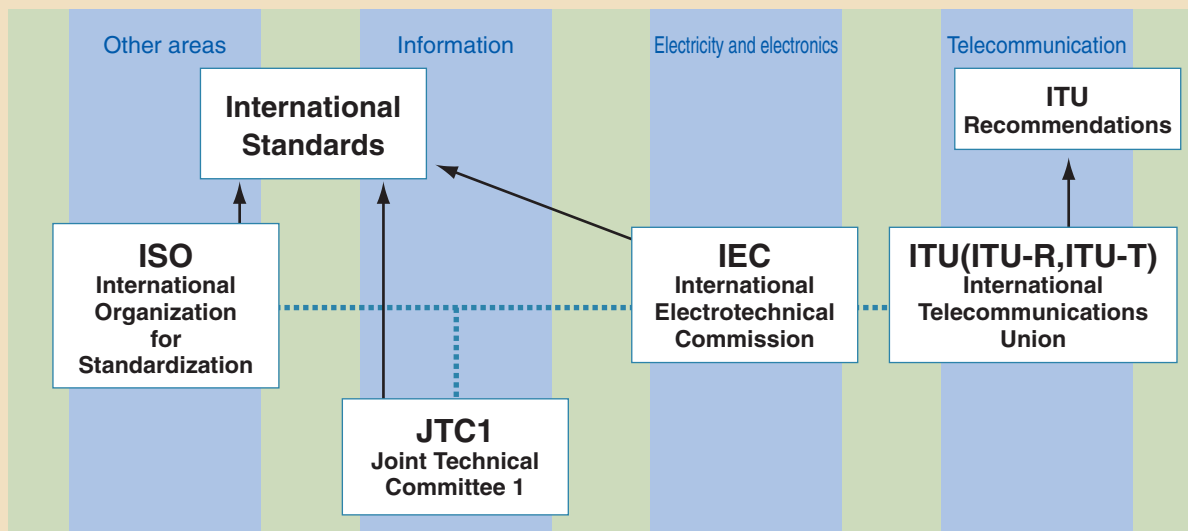 Other areas
Information
Electricity and electronics
Telecommunication
International
Standards
ITU
Recommendations
ISO
International
Organization
for
Standardization
IEC
International
Electrotechnical
Commission
ITU(ITU-R,ITU-T)
International
Telecommunications
Union
JTC1
Joint Technical
Committee 1